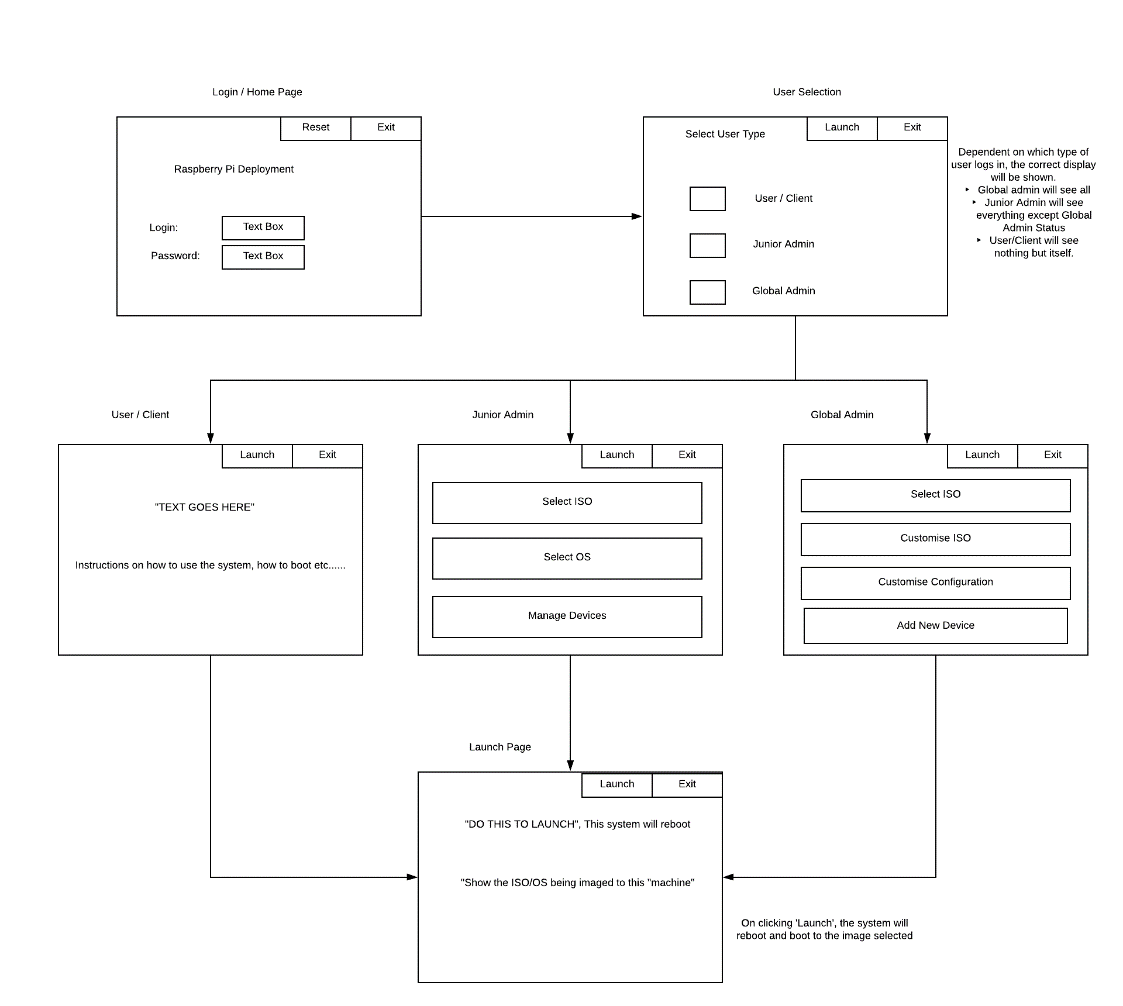 Login / Home Page
Reset
Exit
Raspberry Pi Deployment
Login:
Text Box
Password:
Text Box
User Selection
Select User Type
Launch
Exit
User / Client
Junior Admin
Global Admin
Dependent on which type of
user logs in, the correct display
will be shown.
‣ Global admin will see all
‣ Junior Admin will see
everything except Global
Admin Status
‣ User/Client will see
nothing but itself.
User / Client
Launch
Exit
"TEXT GOES HERE"
Instructions on how to use the system, how to boot etc......
Junior Admin
Launch
Exit
Select ISO
Select OS
Manage Devices
Global Admin
Launch
Exit
Select ISO
Customise ISO
Customise Configuration
Add New Device
Launch Page
Launch
Exit
"DO THIS TO LAUNCH", This system will reboot
"Show the ISO/OS being imaged to this "machine"
On clicking 'Launch', the system will
reboot and boot to the image selected